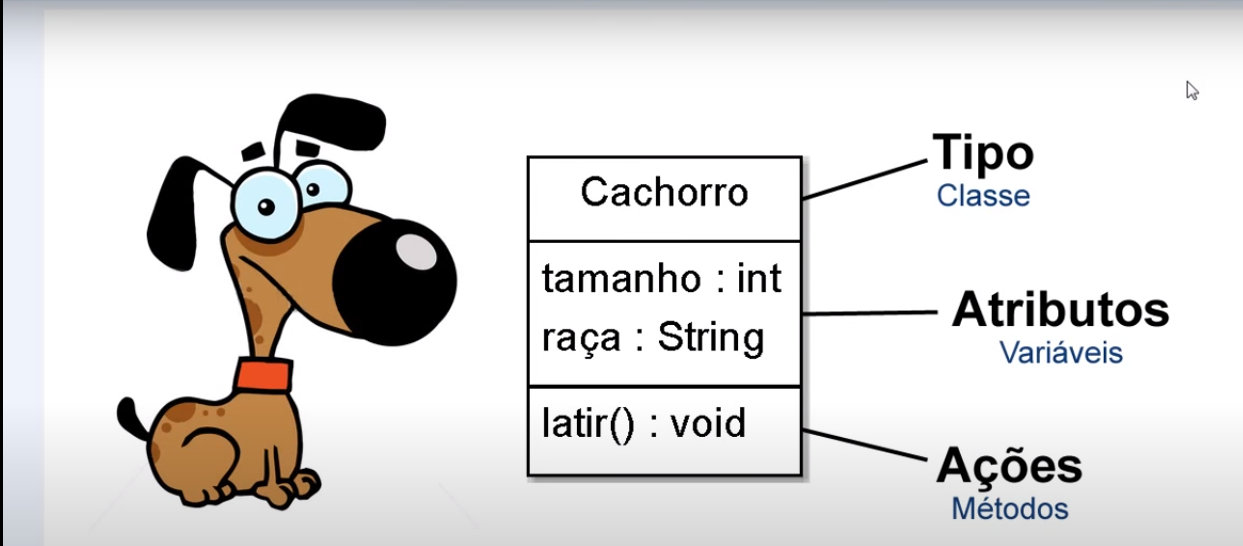 Cachorro
tamanho : int
raça : String
latir() : void
Tipo
Classe
Atributos
Variáveis
Ações
Métodos